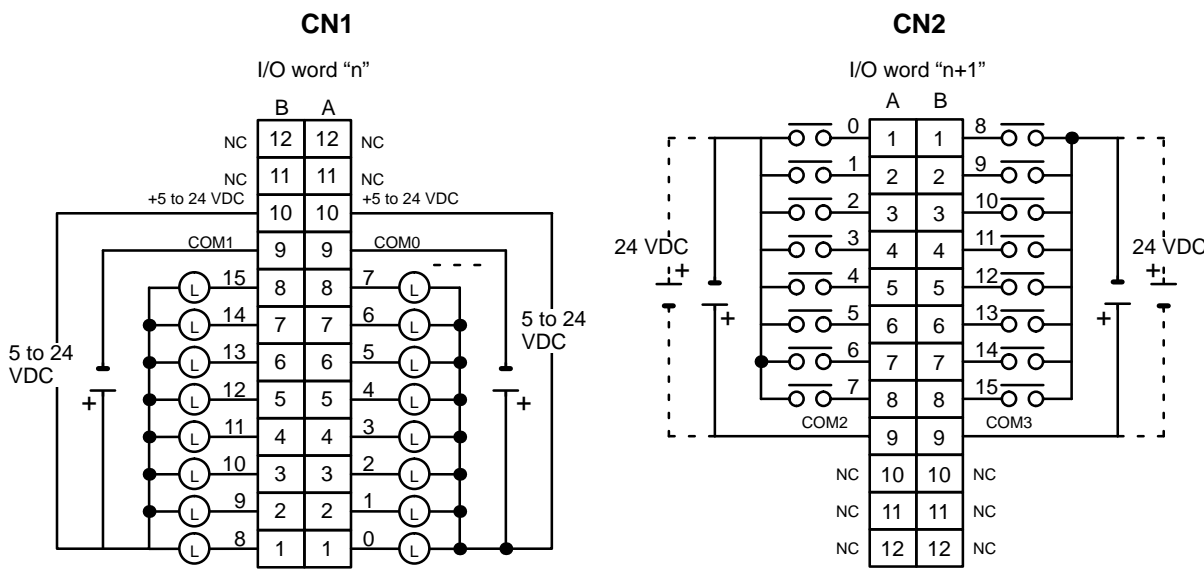 CN1
I/O word “n”
B A
NC 12 12 NC
NC 11 11 NC
+5 to 24 VDC 10 10 +5 to 24 VDC
COM1 9 9 COM0
L 15 8 8 7 L
L 14 7 7 6 L
L 13 6 6 5 L
L 12 5 5 4 L
L 11 4 4 3 L
L 10 3 3 2 L
L 9 2 2 1 L
L 8 1 1 0 L
5 to 24
VDC
+
5 to 24
VDC
+
CN2
I/O word “n+1”
A B
0 1 1 8
1 2 2 9
2 3 3 10
3 4 4 11
4 5 5 12
5 6 6 13
6 7 7 14
7 8 8 15
COM2 9 9 COM3
NC 10 10 NC
NC 11 11 NC
NC 12 12 NC
24 VDC
+
+
24 VDC
+
+